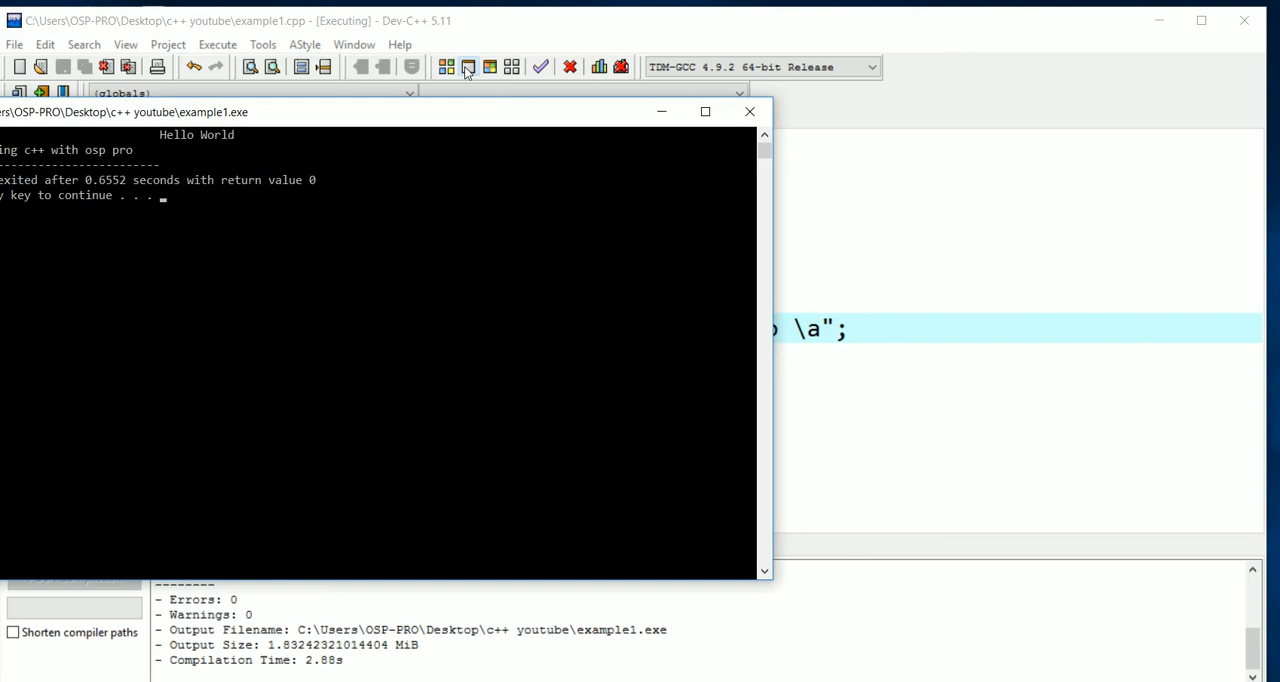 C:\Users\OSP-PRO\Desktop\c++ youtube\example1.cpp - [Executing] - Dev-C++ 5.11
File Edit Search View Project Execute Tools AStyle Window Help
TDM-GCC 4.9.2 64-bit Release
(globals)
ers\OSP-PRO\Desktop\c++ youtube\example1.exe
Hello World
ing c++ with osp pro
--------------------------
exited after 0.6552 seconds with return value 0
y key to continue . . .
\a";
--------
- Errors: 0
- Warnings: 0
- Output Filename: C:\Users\OSP-PRO\Desktop\c++ youtube\example1.exe
Shorten compiler paths
- Output Size: 1.83242321014404 MiB
- Compilation Time: 2.88s